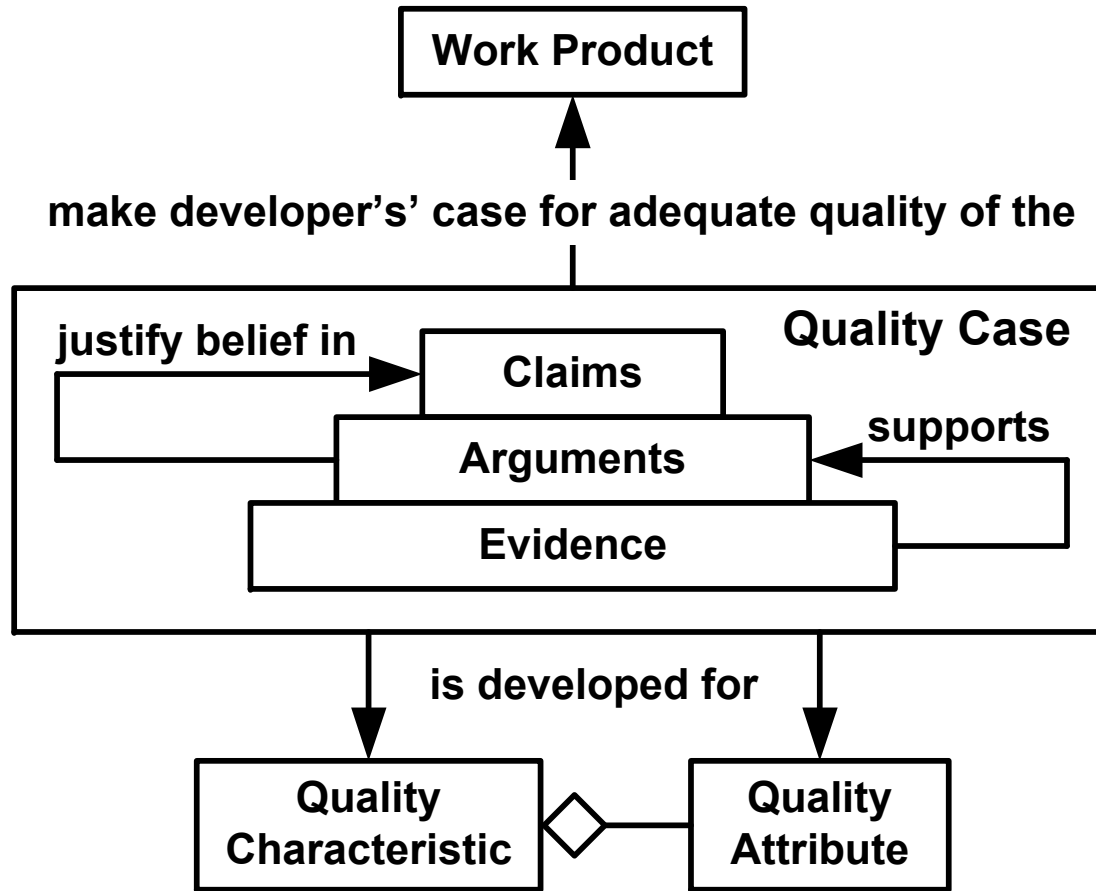 Work Product
make developer's’ case for adequate quality of the
Quality Case
justify belief in
Claims
supports
Arguments
Evidence
is developed for
Quality
Characteristic
Quality
Attribute